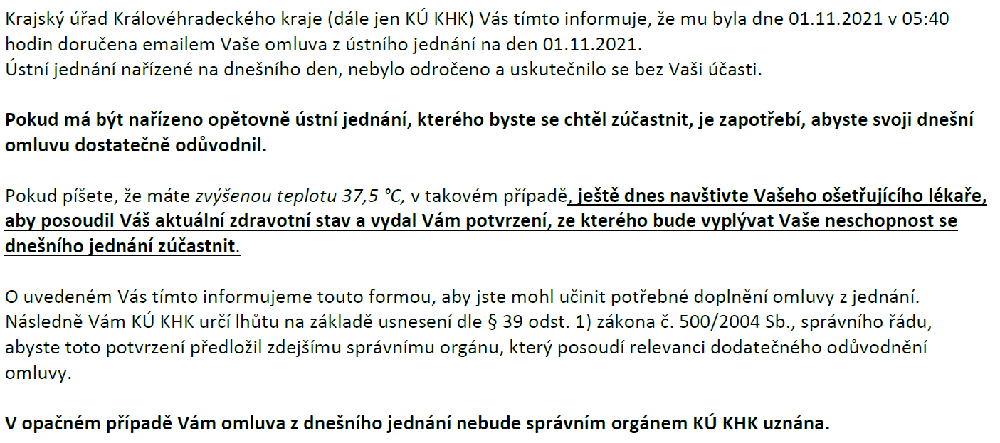 Krajský úřad Královéhradeckého kraje (dále jen KÚ KHK) Vás tímto informuje, že mu byla dne 01.11.2021 v 05:40
hodin doručena emailem Vaše omluva z ústního jednání na den 01.11.2021.
Ústní jednání nařízené na dnešního den, nebylo odročeno a uskutečnilo se bez Vaši účasti.
Pokud má být nařízeno opětovně ústní jednání, kterého byste se chtěl zúčastnit, je zapotřebí, abyste svoji dnešní
omluvu dostatečně odůvodnil.
Pokud píšete, že máte zvýšenou teplotu 37,5 °C, v takovém případě, ještě dnes navštivte Vašeho ošetřujícího lékaře,
aby posoudil Váš aktuální zdravotní stav a vydal Vám potvrzení, ze kterého bude vyplývat Vaše neschopnost se
dnešního jednání zúčastnit.
O uvedeném Vás tímto informujeme touto formou, aby jste mohl učinit potřebné doplnění omluvy z jednání.
Následně Vám KÚ KHK určí lhůtu na základě usnesení dle § 39 odst. 1) zákona č. 500/2004 Sb., správního řádu,
abyste toto potvrzení předložil zdejšímu správnímu orgánu, který posoudí relevanci dodatečného odůvodnění
omluvy.
V opačném případě Vám omluva z dnešního jednání nebude správním orgánem KÚ KHK uznána.